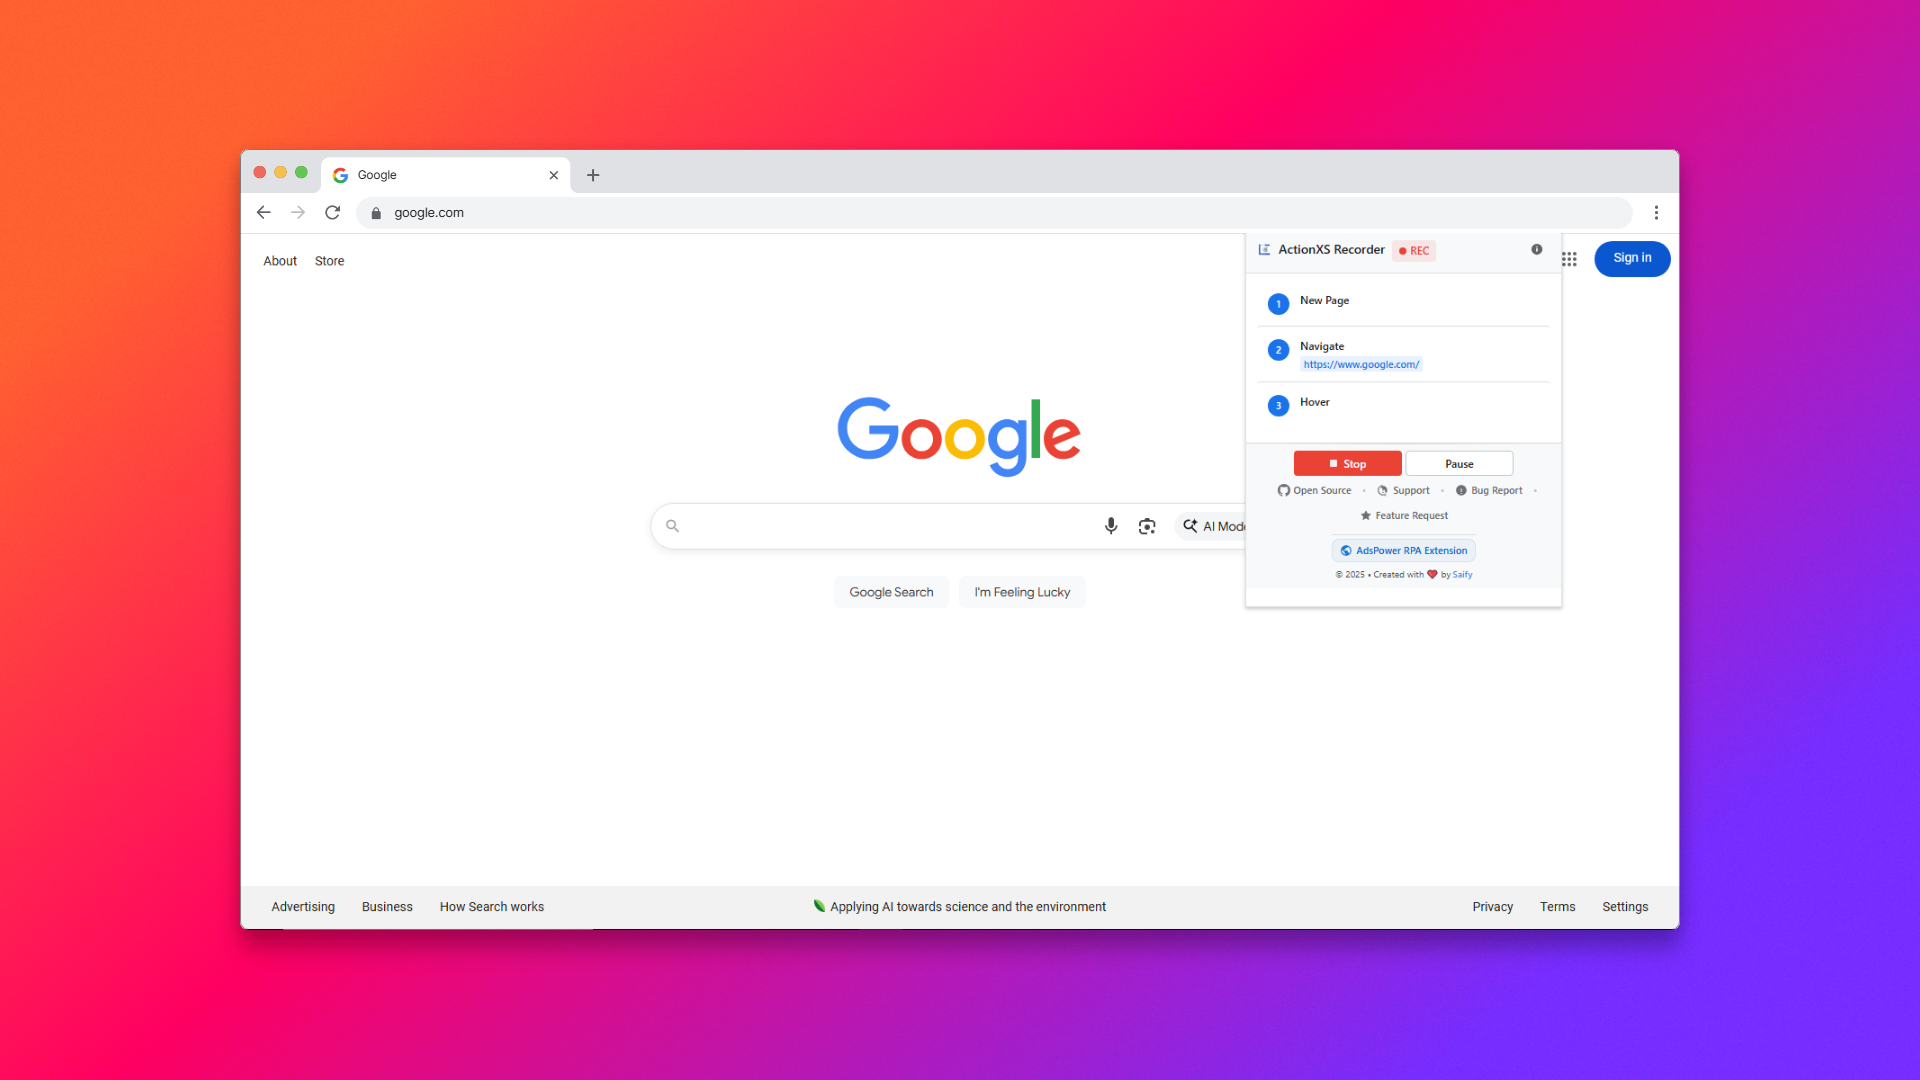 Google
google.com
About Store
ActionXS Recorder REC
Sign in
1 New Page
2 Navigate
https://www.google.com/
3 Hover
Stop Pause
Open Source • Support • Bug Report •
Feature Request
AdsPower RPA Extension
© 2025 • Created with ❤️ by Saify
Google
AI Mode
Google Search I'm Feeling Lucky
Advertising Business How Search works
Applying AI towards science and the environment
Privacy Terms Settings